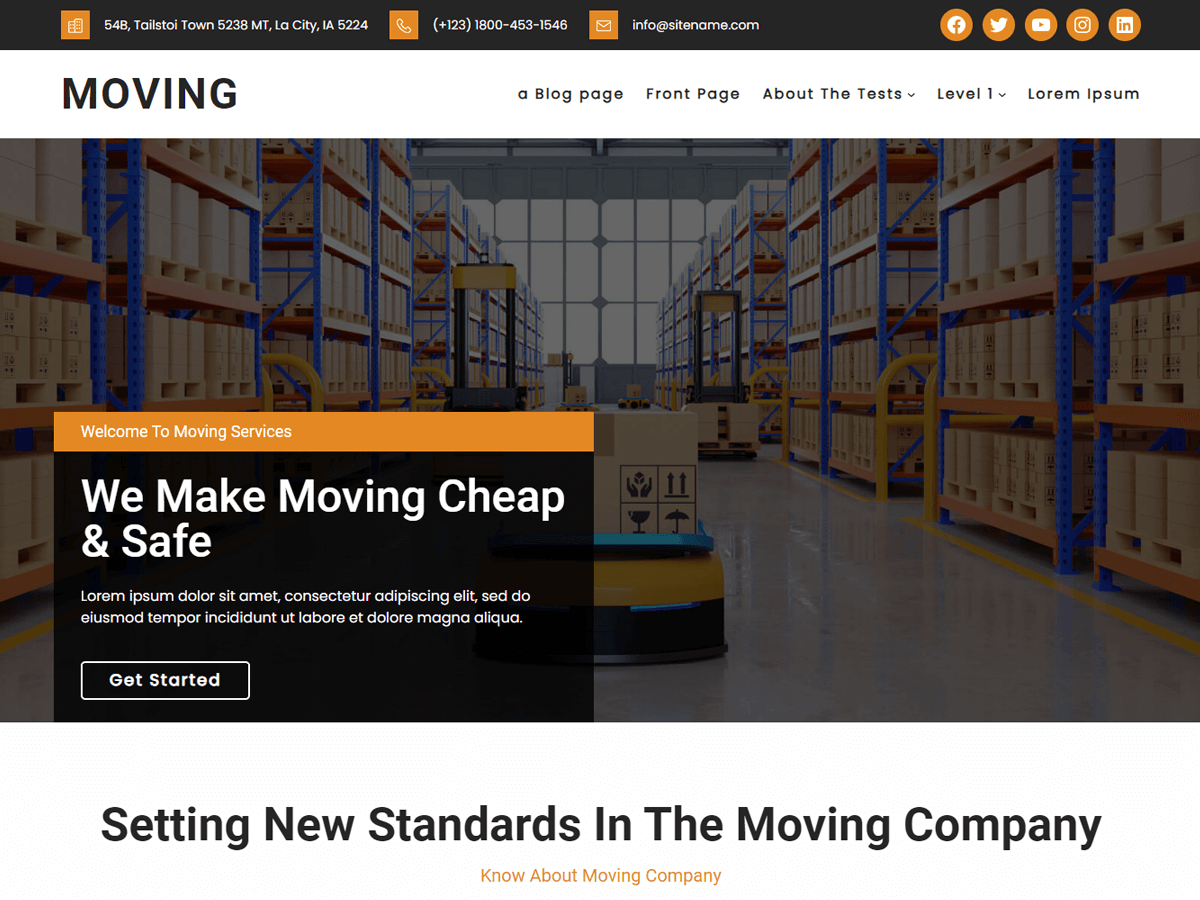 54B, Tailstoi Town 5238 MT, La City, IA 5224
(+123) 1800-453-1546
info@sitename.com
MOVING
a Blog page
Front Page
About The Tests
Level 1
Lorem Ipsum
Welcome To Moving Services
We Make Moving Cheap
& Safe
Lorem ipsum dolor sit amet, consectetur adipiscing elit, sed do
eiusmod tempor incididunt ut labore et dolore magna aliqua.
Get Started
Setting New Standards In The Moving Company
Know About Moving Company